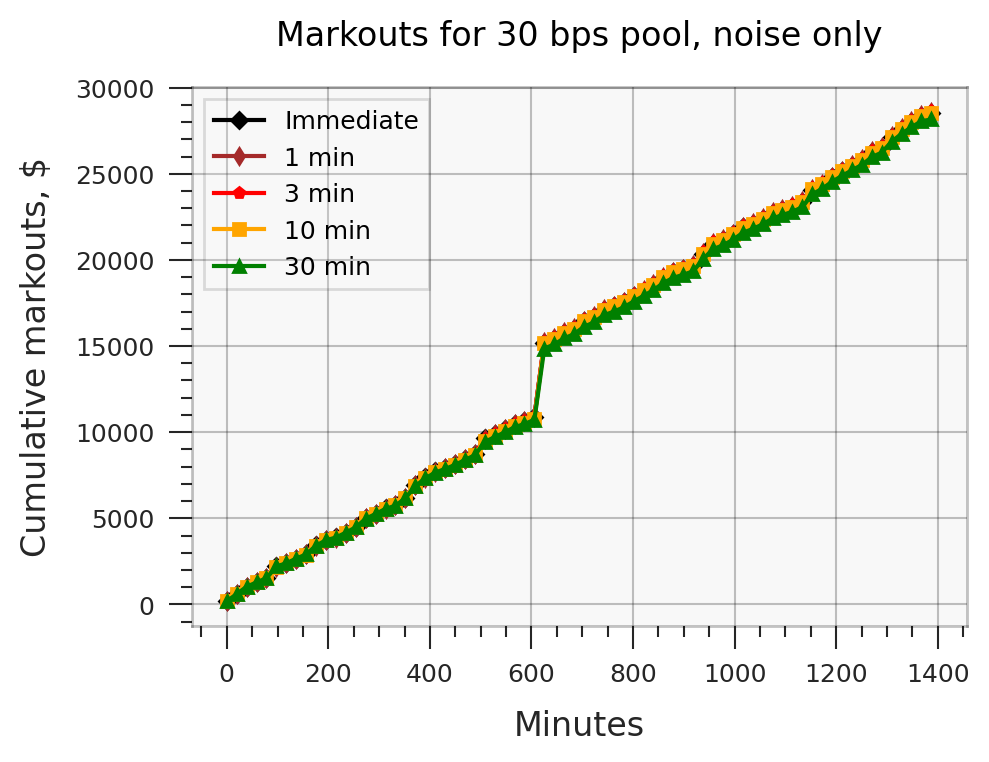 Markouts for 30 bps pool, noise only
30000
25000
20000
15000
10000
5000
0
Cumulative markouts, $
Immediate
1 min
3 min
10 min
30 min
0 200 400 600 800 1000 1200 1400
Minutes